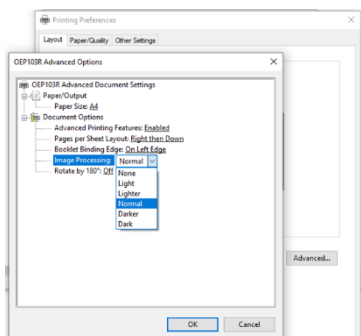 Printing Preferences
Layout Paper/Quality Other Settings
OEP103R Advanced Options
OEP103R Advanced Document Settings
Paper/Output
Paper Size: A4
Document Options
Advanced Printing Features: Enabled
Pages per Sheet Layout: Right then Down
Booklet Binding Edge: On Left Edge
Image Processing: Normal
Rotate by 180°: Off
None
Light
Lighter
Normal
Darker
Dark
Advanced...
OK Cancel